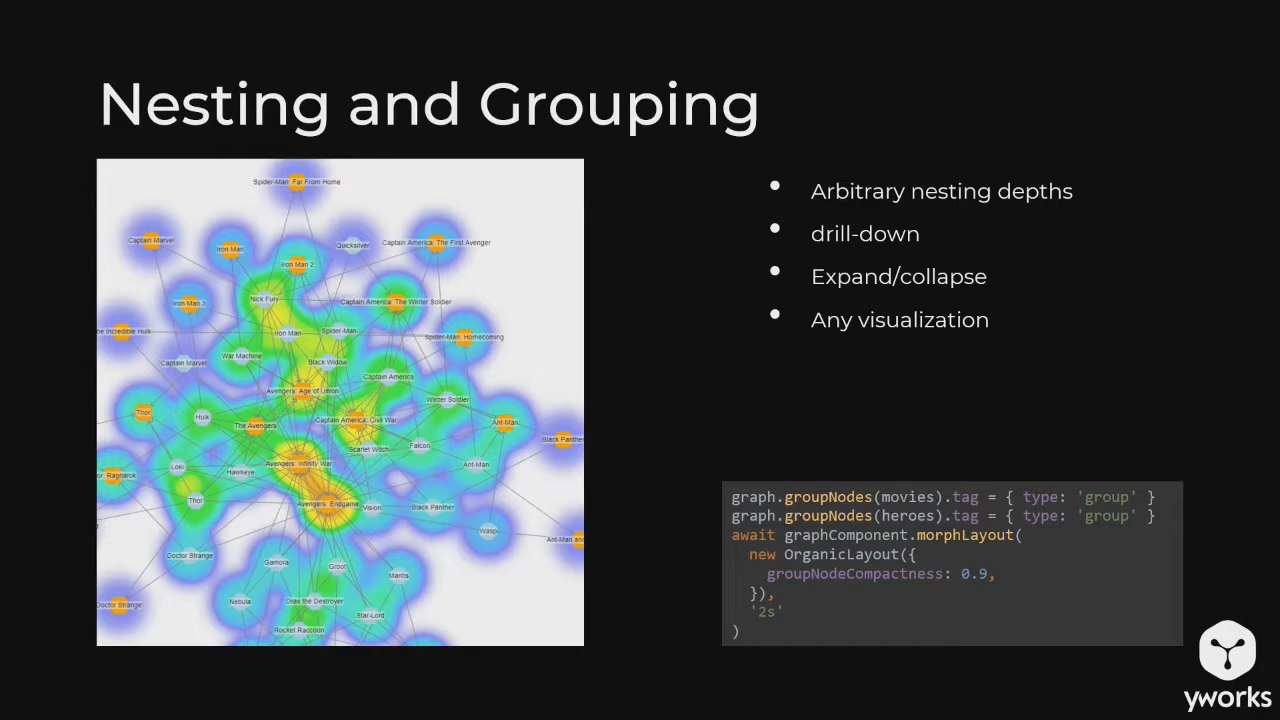 Nesting and Grouping
Spider-Man: Far From Home
Captain Marvel
Iron Man
Quicksilver
Captain America: The First Avenger
Iron Man 2
Iron Man 3
Nick Fury
Captain America: The Winter Soldier
he Incredible Hulk
Iron Man
Spider-Man
Spider-Man: Homecoming
Captain Marvel
War Machine
Black Widow
Captain America
Avengers: Age of Ultron
Winter Soldier
Thor
Hulk
The Avengers
Captain America: Civil War
Ant-Man
Black Panther
Scarlet Witch
Falcon
Loki
Hawkeye
Avengers: Infinity War
Ant-Man
or: Ragnarok
Thor
Avengers: Endgame
Vision
Black Panther
Wasp
Ant-Man and
Doctor Strange
Gamora
Groot
Mantis
Doctor Strange
Nebula
Drax the Destroyer
Star-Lord
Rocket Raccoon
Arbitrary nesting depths
drill-down
Expand/collapse
Any visualization
graph.groupNodes(movies).tag = { type: 'group' }
graph.groupNodes(heroes).tag = { type: 'group' }
await graphComponent.morphLayout(
new OrganicLayout({
groupNodeCompactness: 0.9,
}),
'2s'
)
yworks